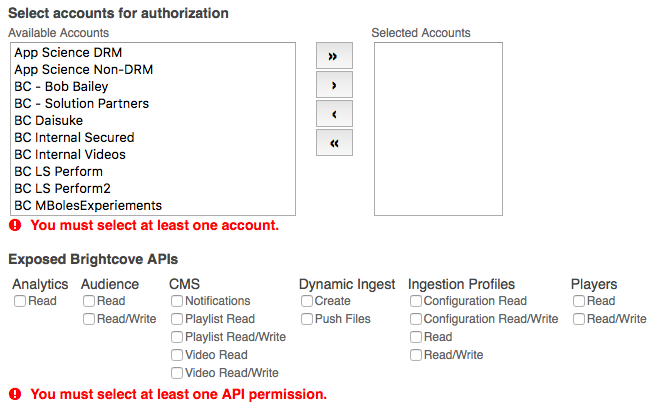 Select accounts for authorization
Available Accounts Selected Accounts
App Science DRM
App Science Non-DRM
BC - Bob Bailey
BC - Solution Partners
BC Daisuke
BC Internal Secured
BC Internal Videos
BC LS Perform
BC LS Perform2
BC MBolesExperiements
»
›
‹
«
You must select at least one account.
Exposed Brightcove APIs
Analytics Audience CMS Dynamic Ingest Ingestion Profiles Players
Read Read Notifications Create Configuration Read Read
Read/Write Playlist Read Push Files Configuration Read/Write Read/Write
Playlist Read/Write Read
Video Read Read/Write
Video Read/Write
You must select at least one API permission.